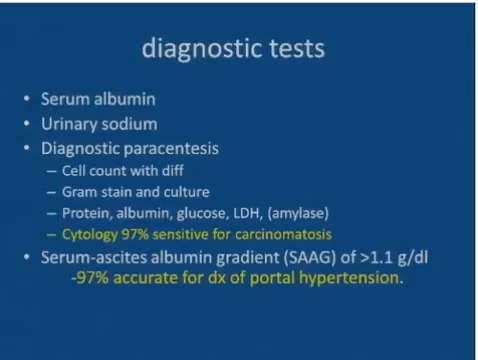 diagnostic tests
• Serum albumin
• Urinary sodium
• Diagnostic paracentesis
– Cell count with diff
– Gram stain and culture
– Protein, albumin, glucose, LDH, (amylase)
– Cytology 97% sensitive for carcinomatosis
• Serum-ascites albumin gradient (SAAG) of >1.1 g/dl
-97% accurate for dx of portal hypertension.